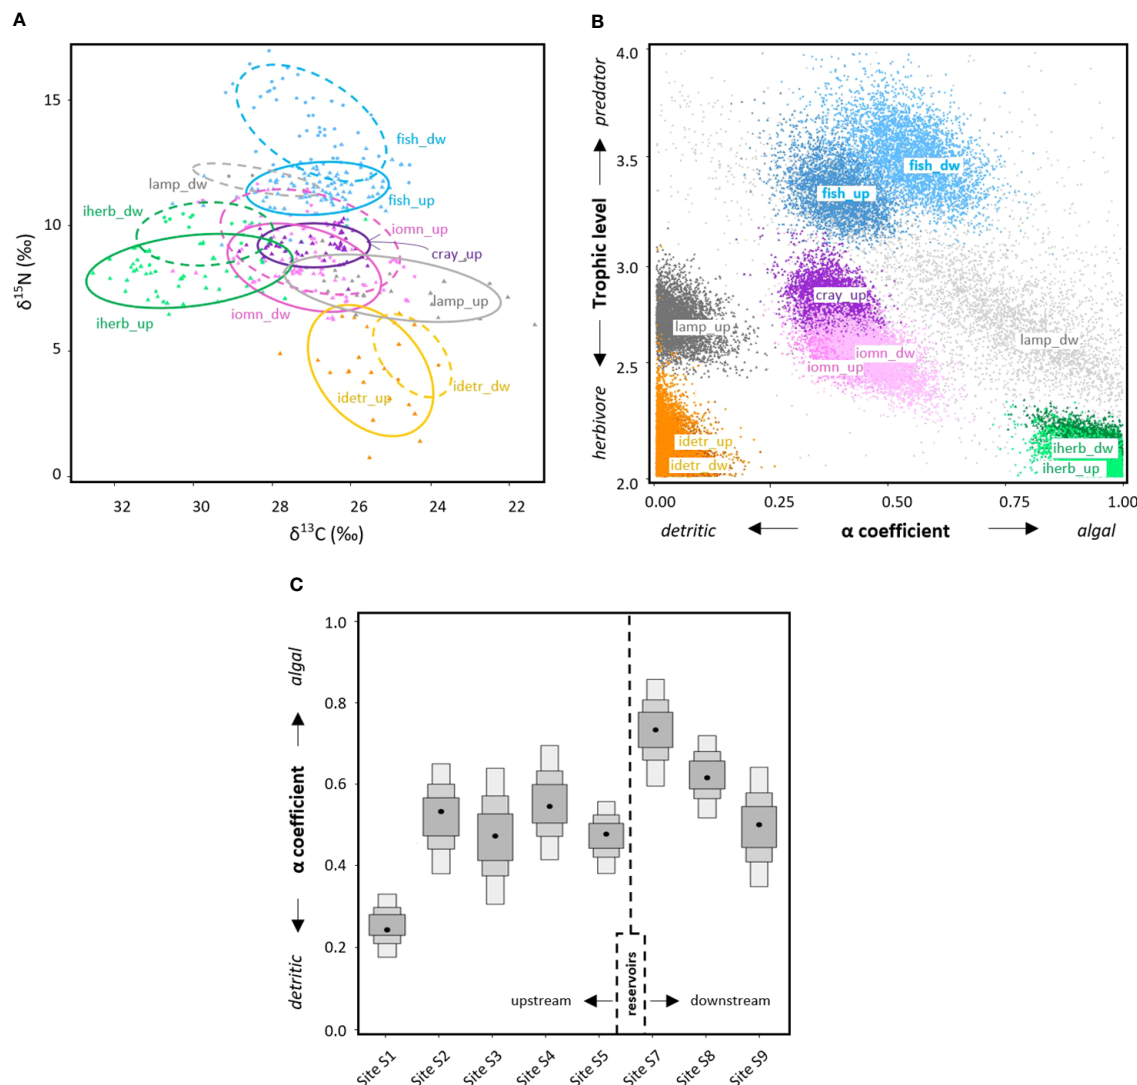 A
15
10
5
0
δ¹⁵N (‰)
fish_dw
lamp_dw
fish_up
iherb_dw
iomn_up
cray_up
lamp_up
iherb_up
iomn_dw
idetr_up
idetr_dw
32
30
28
26
24
22
δ¹³C (‰)
B
4.0
3.5
3.0
2.5
2.0
herbivore
Trophic level
predator
fish_dw
fish_up
cray_up
lamp_up
lamp_dw
iomn_dw
iomn_up
idetr_up
iherb_dw
idetr_dw
iherb_up
0.00
0.25
0.50
0.75
1.00
detritic
α coefficient
algal
C
1.0
0.8
0.6
0.4
0.2
0.0
detritic
α coefficient
algal
upstream
reservoirs
downstream
Site S1
Site S2
Site S3
Site S4
Site S5
Site S7
Site S8
Site S9